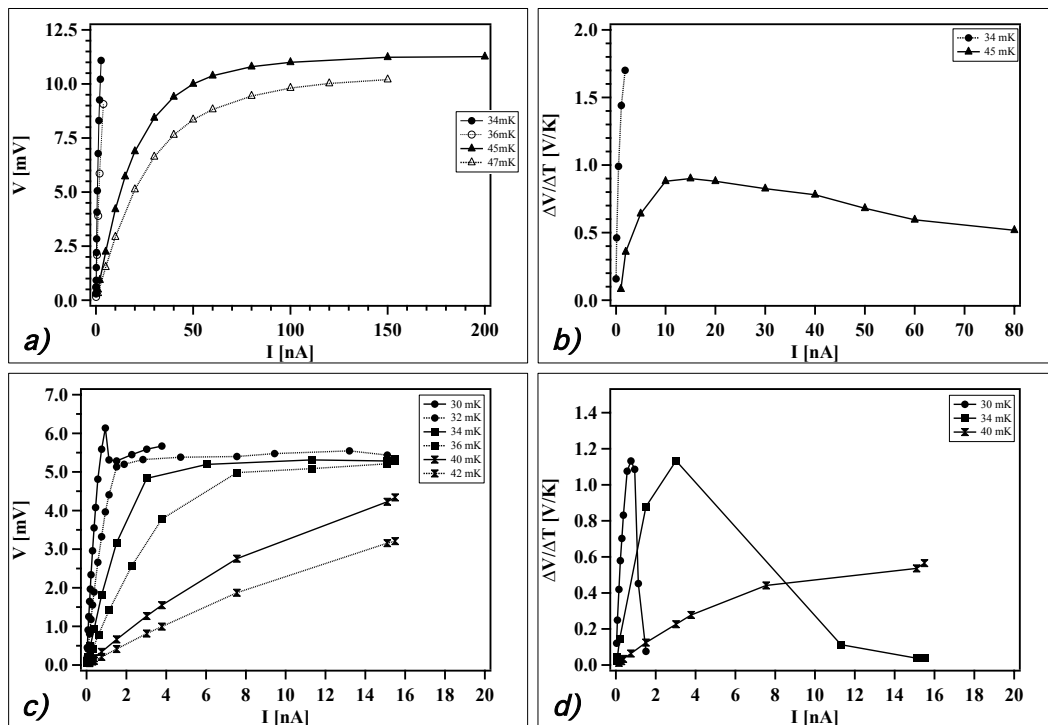 12.5
10.0
7.5
5.0
2.5
0.0
V [mV]
0 50 100 150 200
I [nA]
34mK
36mK
45mK
47mK
a)
2.0
1.5
1.0
0.5
0.0
ΔV/ΔT [V/K]
0 10 20 30 40 50 60 70 80
I [nA]
34 mK
45 mK
b)
7.0
6.0
5.0
4.0
3.0
2.0
1.0
0.0
V [mV]
0 2 4 6 8 10 12 14 16 18 20
I [nA]
30 mK
32 mK
34 mK
36 mK
40 mK
42 mK
c)
1.4
1.2
1.0
0.8
0.6
0.4
0.2
0.0
ΔV/ΔT [V/K]
0 2 4 6 8 10 12 14 16 18 20
I [nA]
30 mK
34 mK
40 mK
d)